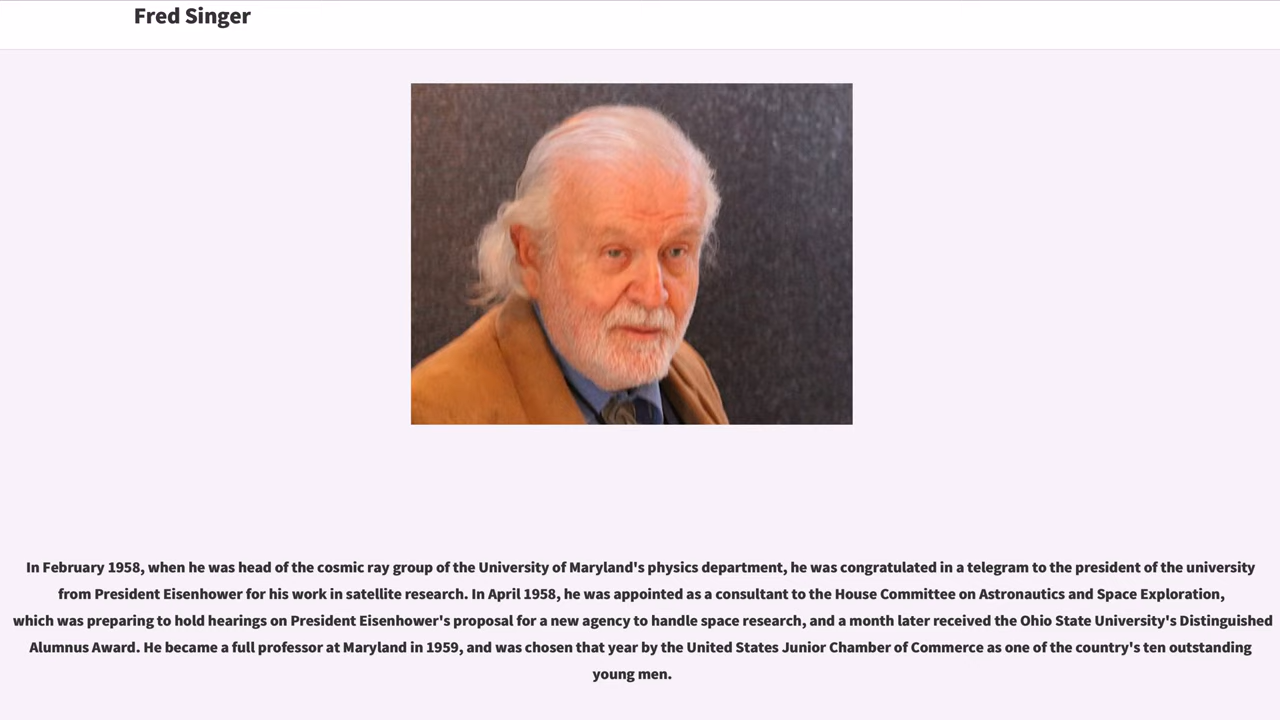 Fred Singer
In February 1958, when he was head of the cosmic ray group of the University of Maryland's physics department, he was congratulated in a telegram to the president of the university
from President Eisenhower for his work in satellite research. In April 1958, he was appointed as a consultant to the House Committee on Astronautics and Space Exploration,
which was preparing to hold hearings on President Eisenhower's proposal for a new agency to handle space research, and a month later received the Ohio State University's Distinguished
Alumnus Award. He became a full professor at Maryland in 1959, and was chosen that year by the United States Junior Chamber of Commerce as one of the country's ten outstanding
young men.